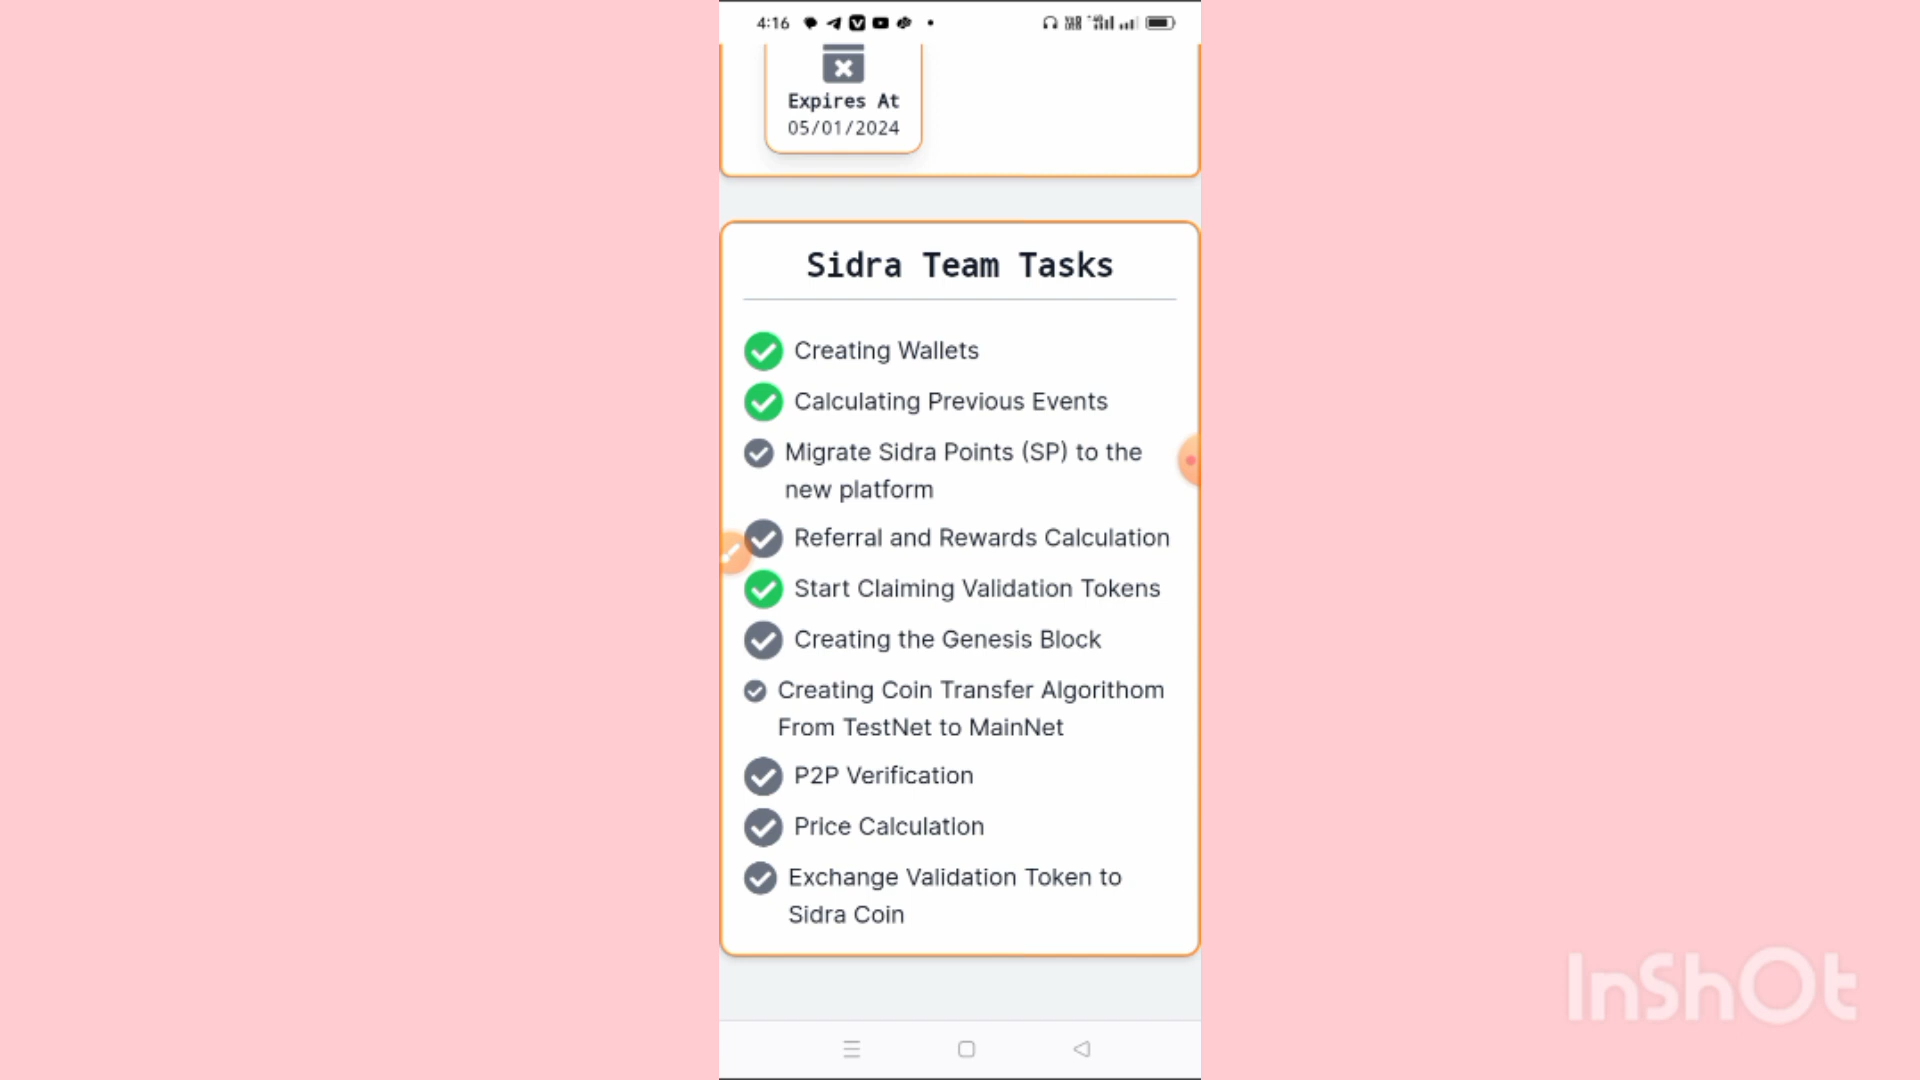 4:16
Expires At
05/01/2024
Sidra Team Tasks
Creating Wallets
Calculating Previous Events
Migrate Sidra Points (SP) to the
new platform
Referral and Rewards Calculation
Start Claiming Validation Tokens
Creating the Genesis Block
Creating Coin Transfer Algorithom
From TestNet to MainNet
P2P Verification
Price Calculation
Exchange Validation Token to
Sidra Coin
InShOt